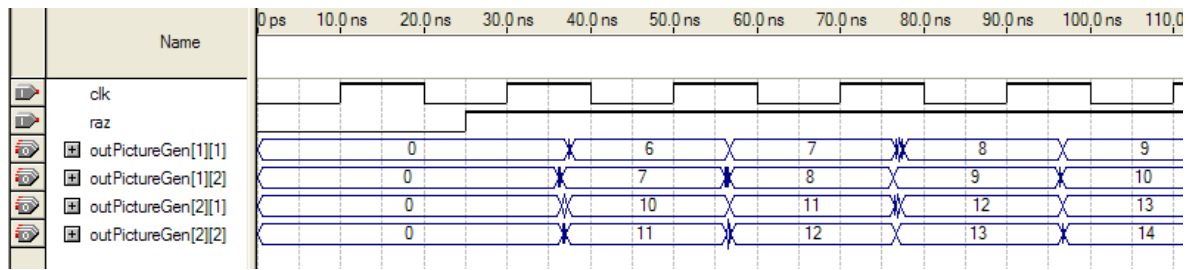 0 ps 10.0 ns 20.0 ns 30.0 ns 40.0 ns 50.0 ns 60.0 ns 70.0 ns 80.0 ns 90.0 ns 100.0 ns 110.0
Name
clk
raz
outPictureGen[1][1] 0 6 7 8 9
outPictureGen[1][2] 0 7 8 9 10
outPictureGen[2][1] 0 10 11 12 13
outPictureGen[2][2] 0 11 12 13 14